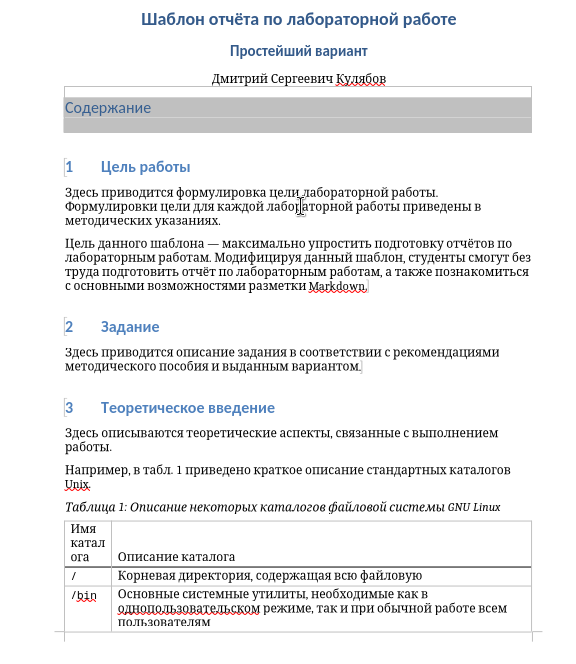 Шаблон отчёта по лабораторной работе
Простейший вариант
Дмитрий Сергеевич Кулябов
Содержание
1 Цель работы
Здесь приводится формулировка цели лабораторной работы.
Формулировки цели для каждой лабораторной работы приведены в
методических указаниях.
Цель данного шаблона — максимально упростить подготовку отчётов по
лабораторным работам. Модифицируя данный шаблон, студенты смогут без
труда подготовить отчёт по лабораторным работам, а также познакомиться
с основными возможностями разметки Markdown.
2 Задание
Здесь приводится описание задания в соответствии с рекомендациями
методического пособия и выданным вариантом.
3 Теоретическое введение
Здесь описываются теоретические аспекты, связанные с выполнением
работы.
Например, в табл. 1 приведено краткое описание стандартных каталогов
Unix.
Таблица 1: Описание некоторых каталогов файловой системы GNU Linux
Имя
катал
ога Описание каталога
/ Корневая директория, содержащая всю файловую
/bin Основные системные утилиты, необходимые как в
однопользовательском режиме, так и при обычной работе всем
пользователям